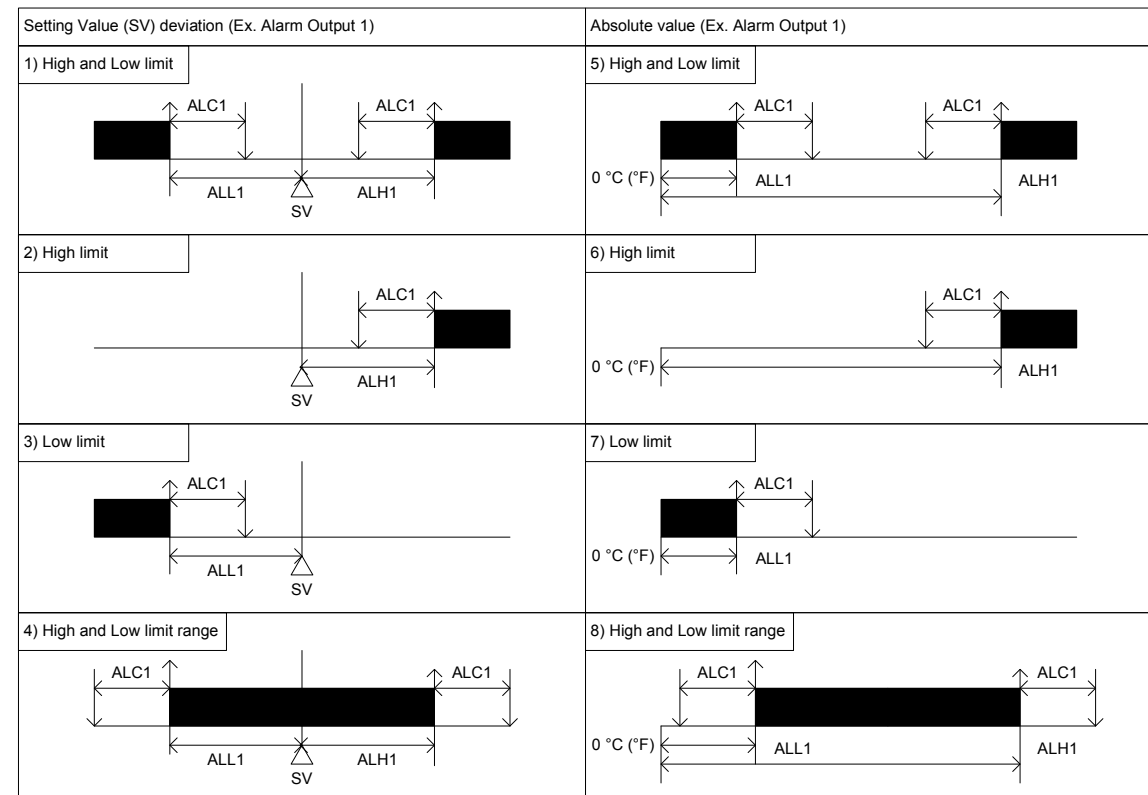 Setting Value (SV) deviation (Ex. Alarm Output 1)
Absolute value (Ex. Alarm Output 1)
1) High and Low limit
ALC1
ALC1
ALL1
ALH1
SV
5) High and Low limit
ALC1
ALC1
0 °C (°F)
ALL1
ALH1
2) High limit
ALC1
ALH1
SV
6) High limit
ALC1
0 °C (°F)
ALH1
3) Low limit
ALC1
ALL1
SV
7) Low limit
ALC1
0 °C (°F)
ALL1
4) High and Low limit range
ALC1
ALC1
ALL1
ALH1
SV
8) High and Low limit range
ALC1
ALC1
0 °C (°F)
ALL1
ALH1